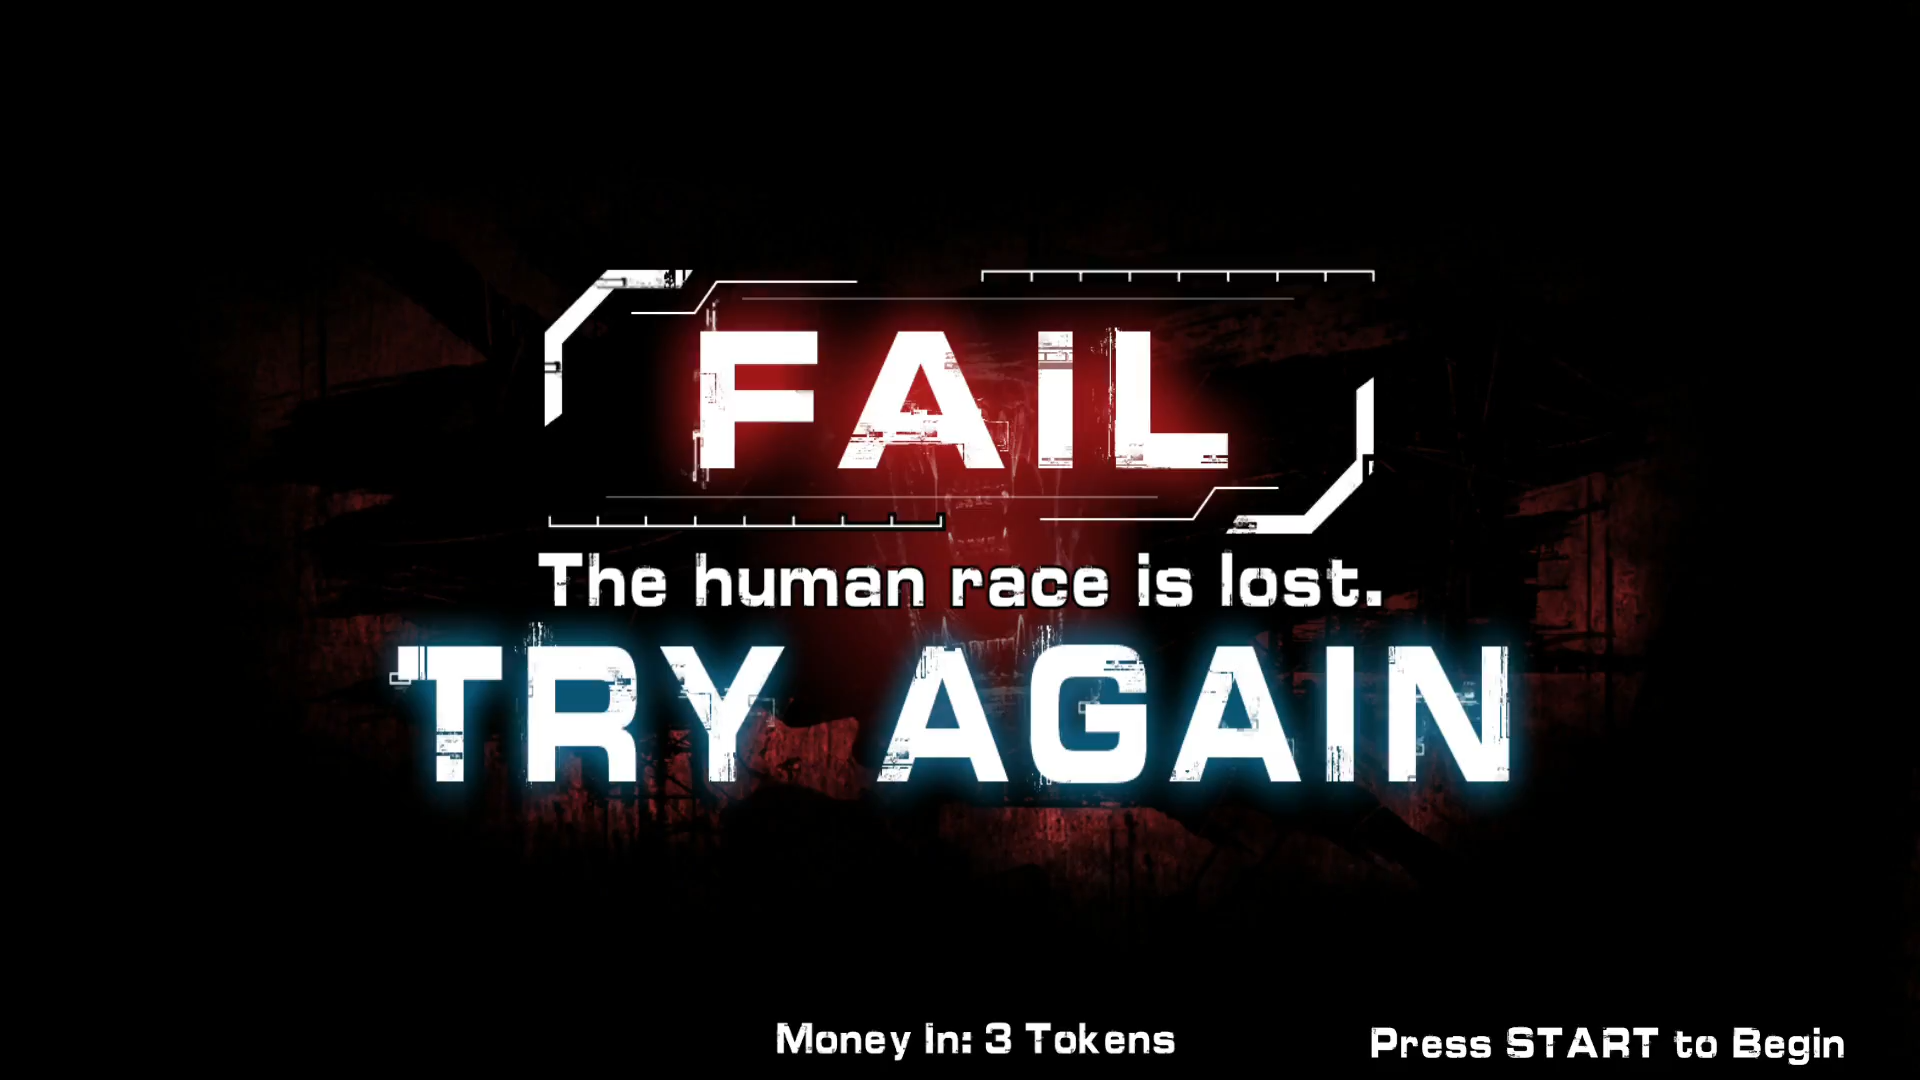 FAIL
The human race is lost.
TRY AGAIN
Money In: 3 Tokens
Press START to Begin